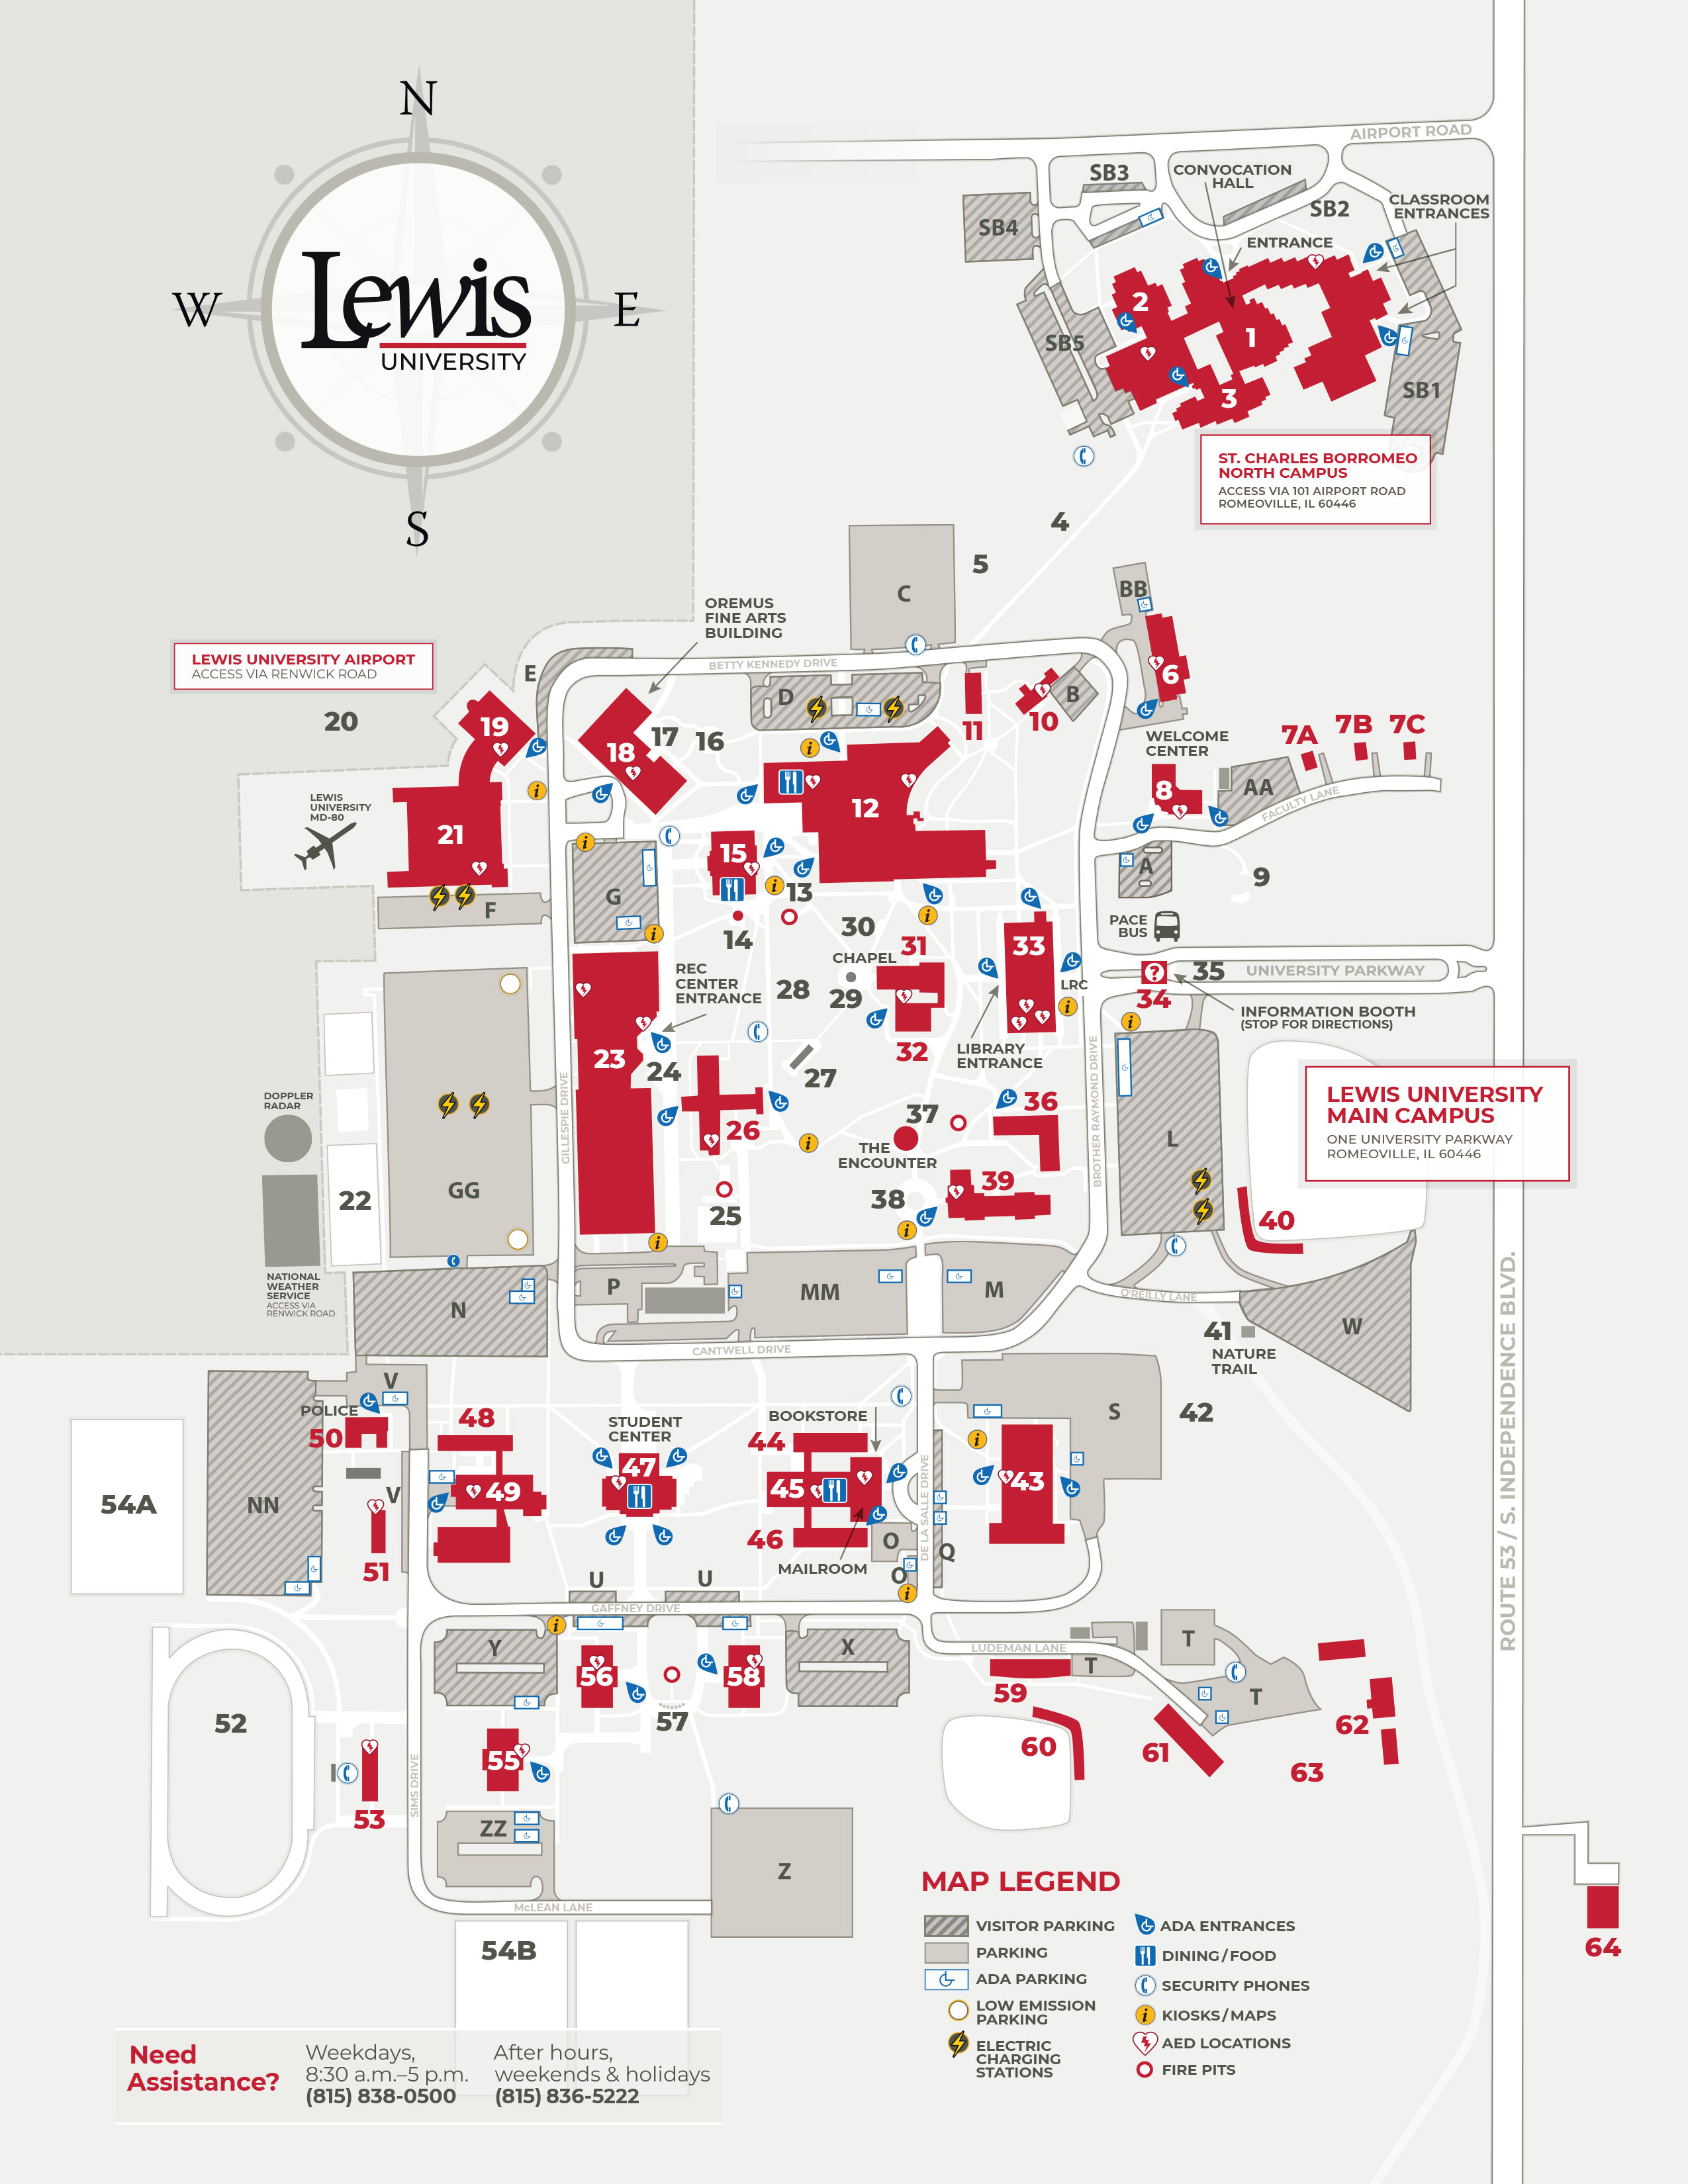 N
W
E
S
Lewis
UNIVERSITY
AIRPORT ROAD
SB3
CONVOCATION
HALL
SB2
CLASSROOM
ENTRANCES
SB4
ENTRANCE
2
1
SB5
3
SB1
ST. CHARLES BORROMEO
NORTH CAMPUS
ACCESS VIA 101 AIRPORT ROAD
ROMEOVILLE, IL 60446
4
5
C
BB
OREMUS
FINE ARTS
BUILDING
LEWIS UNIVERSITY AIRPORT
ACCESS VIA RENWICK ROAD
E
BETTY KENNEDY DRIVE
D
B
6
20
19
18
17
16
11
10
WELCOME
CENTER
7A
7B
7C
LEWIS
UNIVERSITY
MD-80
21
12
8
AA
FACULTY LANE
15
A
9
F
G
13
14
30
31
33
PACE
BUS
CHAPEL
REC
CENTER
ENTRANCE
28
29
LRC
35
UNIVERSITY PARKWAY
34
INFORMATION BOOTH
(STOP FOR DIRECTIONS)
32
LIBRARY
ENTRANCE
23
24
27
DOPPLER
RADAR
GILLESPIE DRIVE
26
37
36
THE
ENCOUNTER
BROTHER RAYMOND DRIVE
L
LEWIS UNIVERSITY
MAIN CAMPUS
ONE UNIVERSITY PARKWAY
ROMEOVILLE, IL 60446
22
GG
25
38
39
40
NATIONAL
WEATHER
SERVICE
ACCESS VIA
RENWICK ROAD
N
P
MM
M
O'REILLY LANE
W
41
NATURE
TRAIL
CANTWELL DRIVE
ROUTE 53 / S. INDEPENDENCE BLVD.
V
POLICE
50
48
STUDENT
CENTER
BOOKSTORE
44
S
42
54A
NN
V
49
47
45
43
46
DE LA SALLE DRIVE
51
O
MAILROOM
O
Q
U
U
GAFFNEY DRIVE
Y
X
LUDEMAN LANE
T
T
T
56
58
59
52
57
60
61
62
63
55
I
53
SIMS DRIVE
ZZ
Z
McLEAN LANE
54B
64
MAP LEGEND
VISITOR PARKING
PARKING
ADA PARKING
LOW EMISSION
PARKING
ELECTRIC
CHARGING
STATIONS
ADA ENTRANCES
DINING/FOOD
SECURITY PHONES
KIOSKS/MAPS
AED LOCATIONS
FIRE PITS
Need
Assistance?
Weekdays,
8:30 a.m.–5 p.m.
(815) 838-0500
After hours,
weekends & holidays
(815) 836-5222